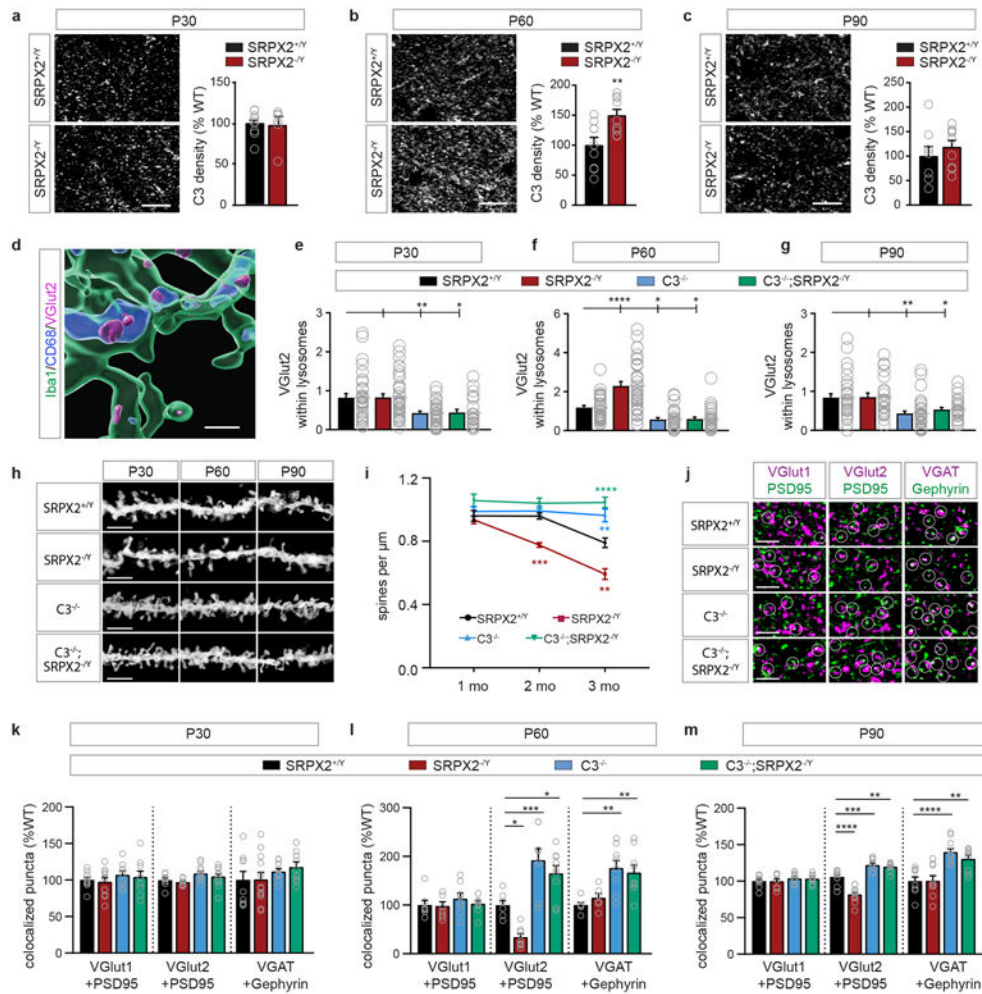 a
P30
SRPX2+/Y
SRPX2-/Y
SRPX2+/Y
SRPX2-/Y
C3 density (% WT)
150
100
50
0
b
P60
SRPX2+/Y
SRPX2-/Y
SRPX2+/Y
SRPX2-/Y
C3 density (% WT)
200
150
100
50
0
**
c
P90
SRPX2+/Y
SRPX2-/Y
SRPX2+/Y
SRPX2-/Y
C3 density (% WT)
250
200
150
100
50
0
d
Iba1/CD68/VGlut2
e
P30
f
P60
g
P90
SRPX2+/Y
SRPX2-/Y
C3-/-
C3-/-;SRPX2-/Y
VGlut2
within lysosomes
3
2
1
0
**
*
VGlut2
within lysosomes
6
4
2
0
****
*
*
VGlut2
within lysosomes
3
2
1
0
**
*
h
P30
P60
P90
SRPX2+/Y
SRPX2-/Y
C3-/-
C3-/-;
SRPX2-/Y
i
spines per μm
1.2
0.8
0.4
0.0
****
**
***
**
SRPX2+/Y
SRPX2-/Y
C3-/-
C3-/-;SRPX2-/Y
1 mo
2 mo
3 mo
j
VGlut1
PSD95
VGlut2
PSD95
VGAT
Gephyrin
SRPX2+/Y
SRPX2-/Y
C3-/-
C3-/-;
SRPX2-/Y
k
P30
l
P60
m
P90
SRPX2+/Y
SRPX2-/Y
C3-/-
C3-/-;SRPX2-/Y
colocalized puncta (%WT)
200
150
100
50
0
VGlut1
+PSD95
VGlut2
+PSD95
VGAT
+Gephyrin
colocalized puncta (%WT)
300
200
100
0
*
***
*
**
**
VGlut1
+PSD95
VGlut2
+PSD95
VGAT
+Gephyrin
colocalized puncta (%WT)
200
150
100
50
0
**
***
****
**
****
VGlut1
+PSD95
VGlut2
+PSD95
VGAT
+Gephyrin